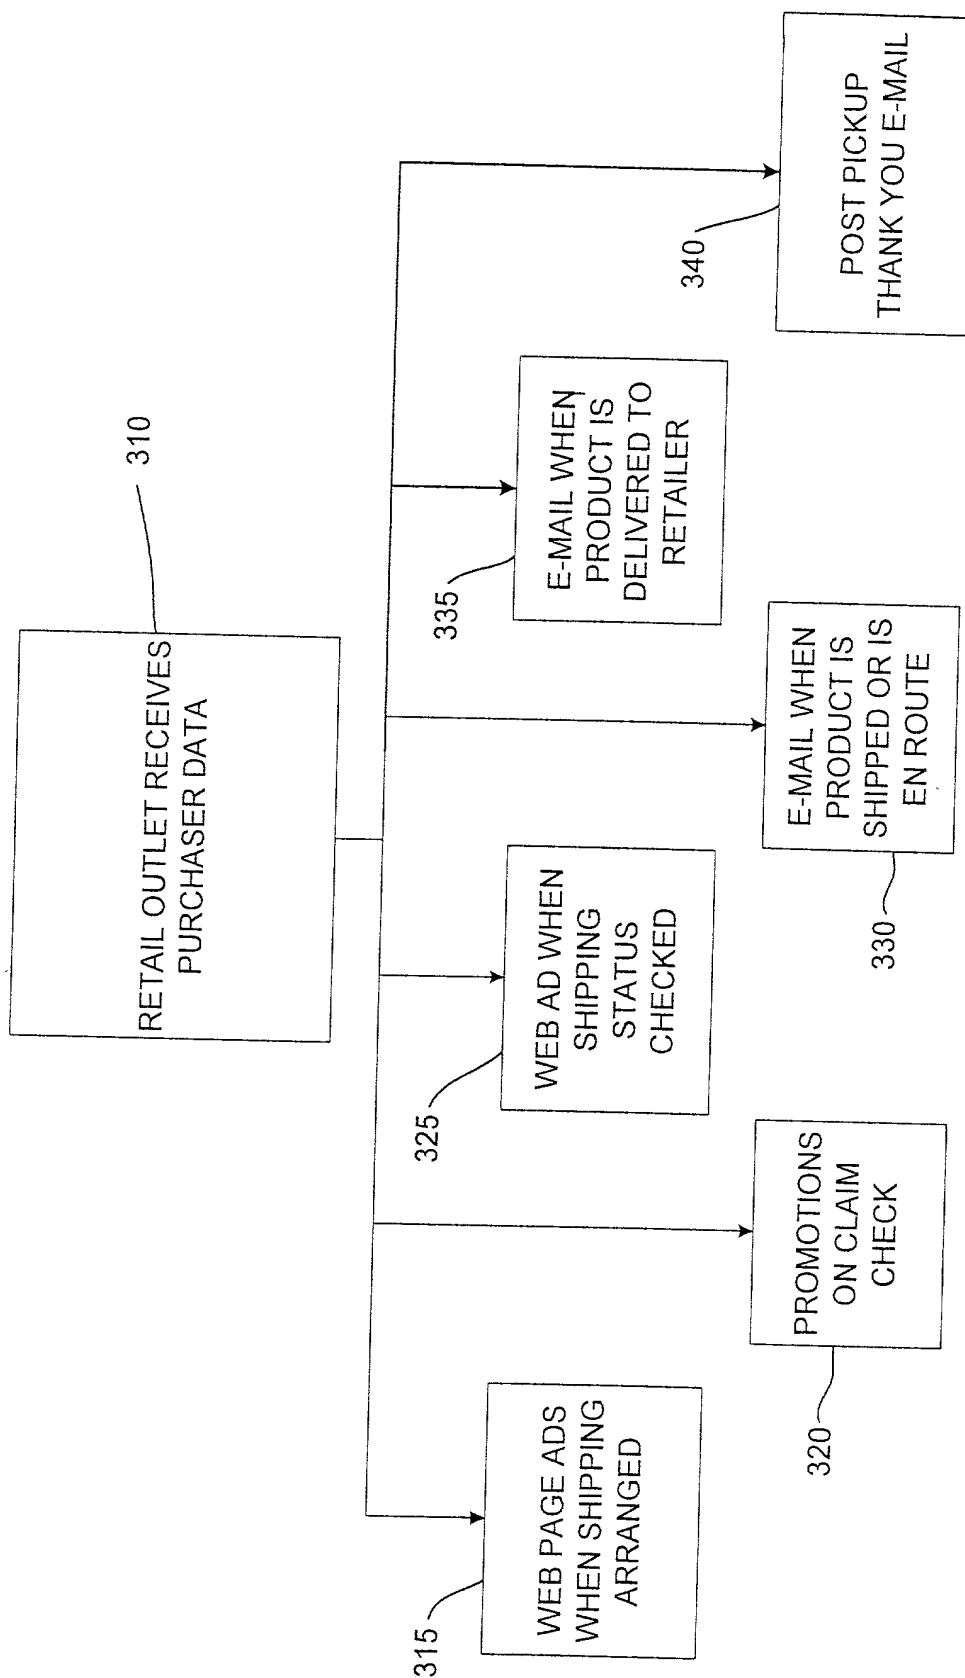 310
RETAIL OUTLET RECEIVES
PURCHASER DATA
315
WEB PAGE ADS
WHEN SHIPPING
ARRANGED
320
PROMOTIONS
ON CLAIM
CHECK
325
WEB AD WHEN
SHIPPING
STATUS
CHECKED
330
E-MAIL WHEN
PRODUCT IS
SHIPPED OR IS
EN ROUTE
335
E-MAIL WHEN
PRODUCT IS
DELIVERED TO
RETAILER
340
POST PICKUP
THANK YOU E-MAIL